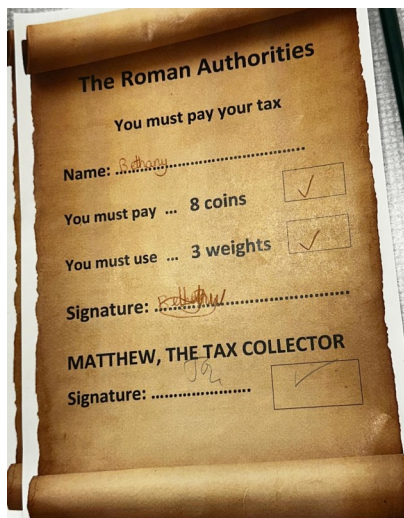 The Roman Authorities
You must pay your tax
Name: Bethany
You must pay ... 8 coins ✓
You must use ... 3 weights ✓
Signature: Bethany
MATTHEW, THE TAX COLLECTOR
Signature: ....................